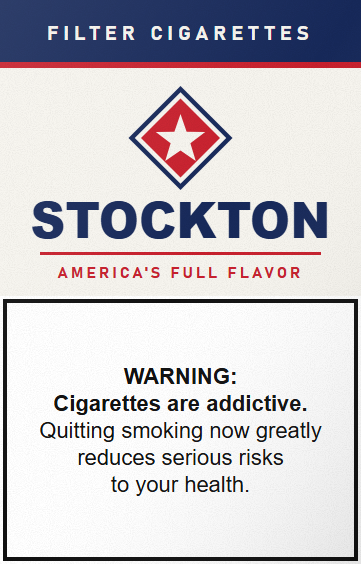 FILTER CIGARETTES
STOCKTON
AMERICA'S FULL FLAVOR
WARNING:
Cigarettes are addictive.
Quitting smoking now greatly
reduces serious risks
to your health.